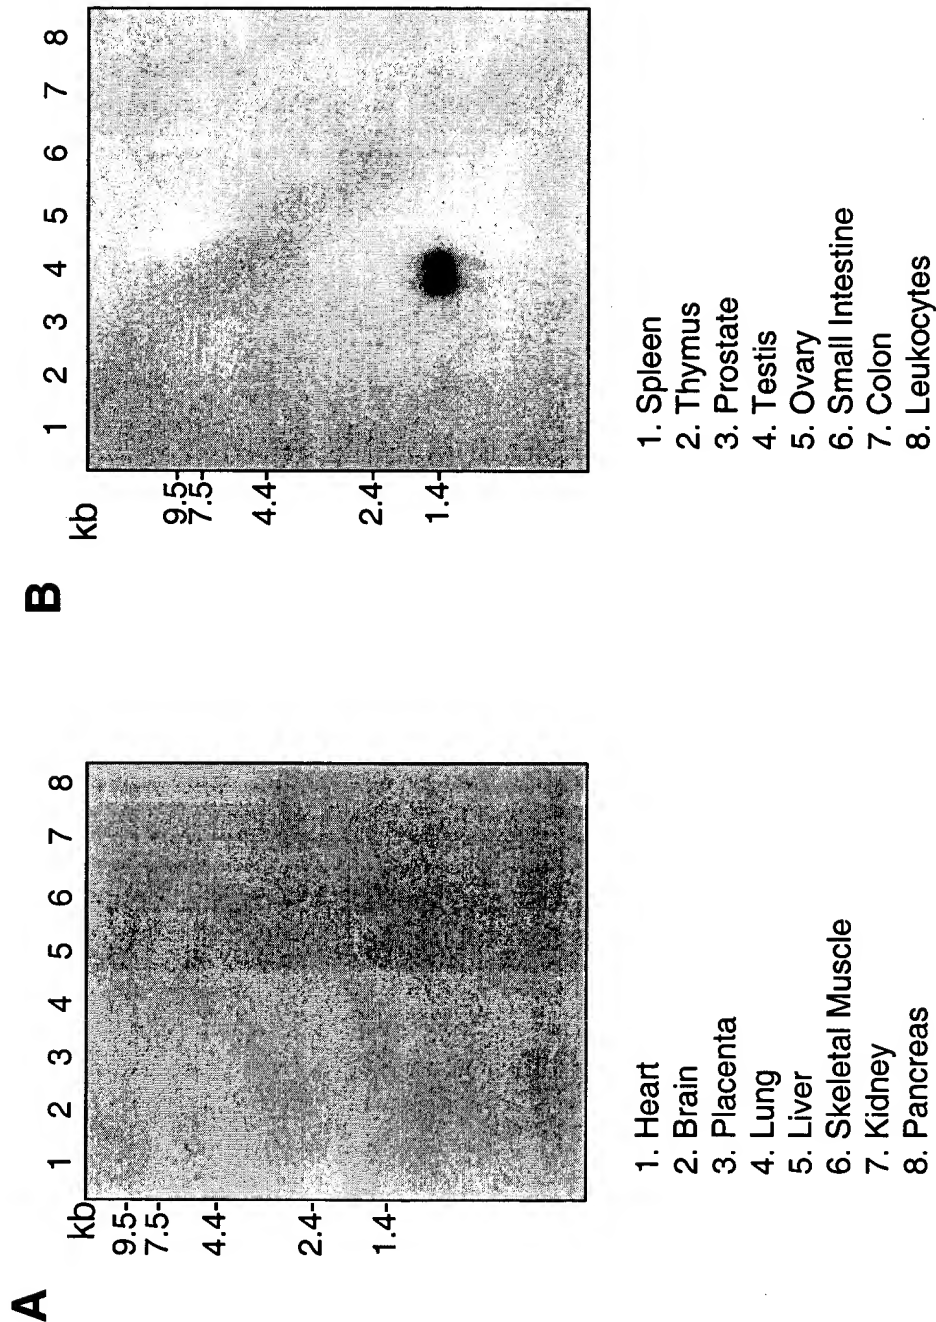 A
kb
1 2 3 4 5 6 7 8
9.5-
7.5-
4.4-
2.4-
1.4-
1. Heart
2. Brain
3. Placenta
4. Lung
5. Liver
6. Skeletal Muscle
7. Kidney
8. Pancreas
B
kb
1 2 3 4 5 6 7 8
9.5-
7.5-
4.4-
2.4-
1.4-
1. Spleen
2. Thymus
3. Prostate
4. Testis
5. Ovary
6. Small Intestine
7. Colon
8. Leukocytes